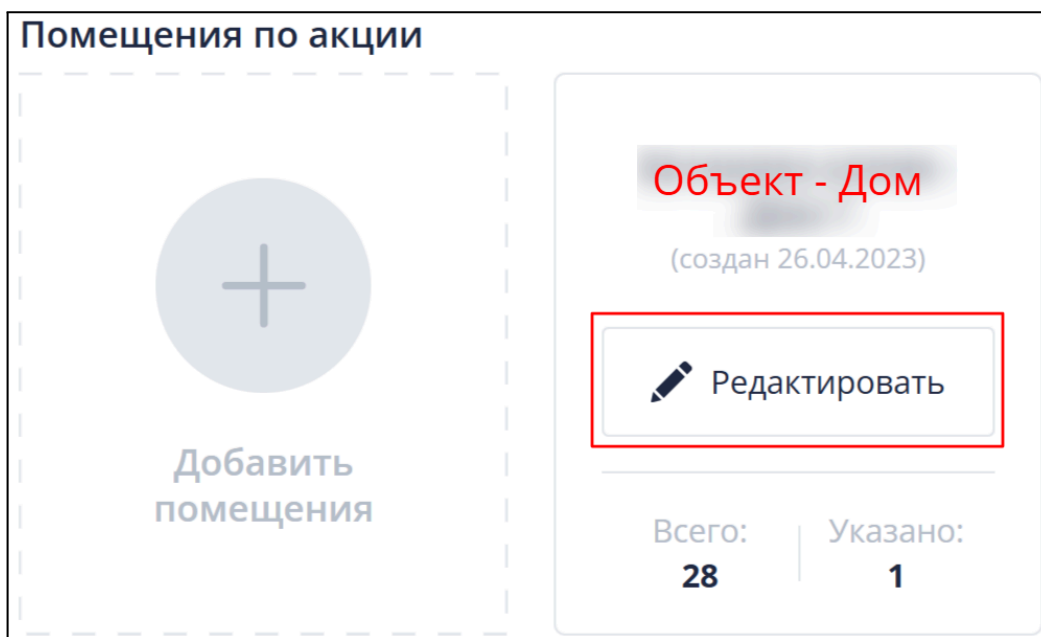 Помещения по акции
Добавить
помещения
Объект - Дом
(создан 26.04.2023)
Редактировать
Всего:
28
Указано:
1